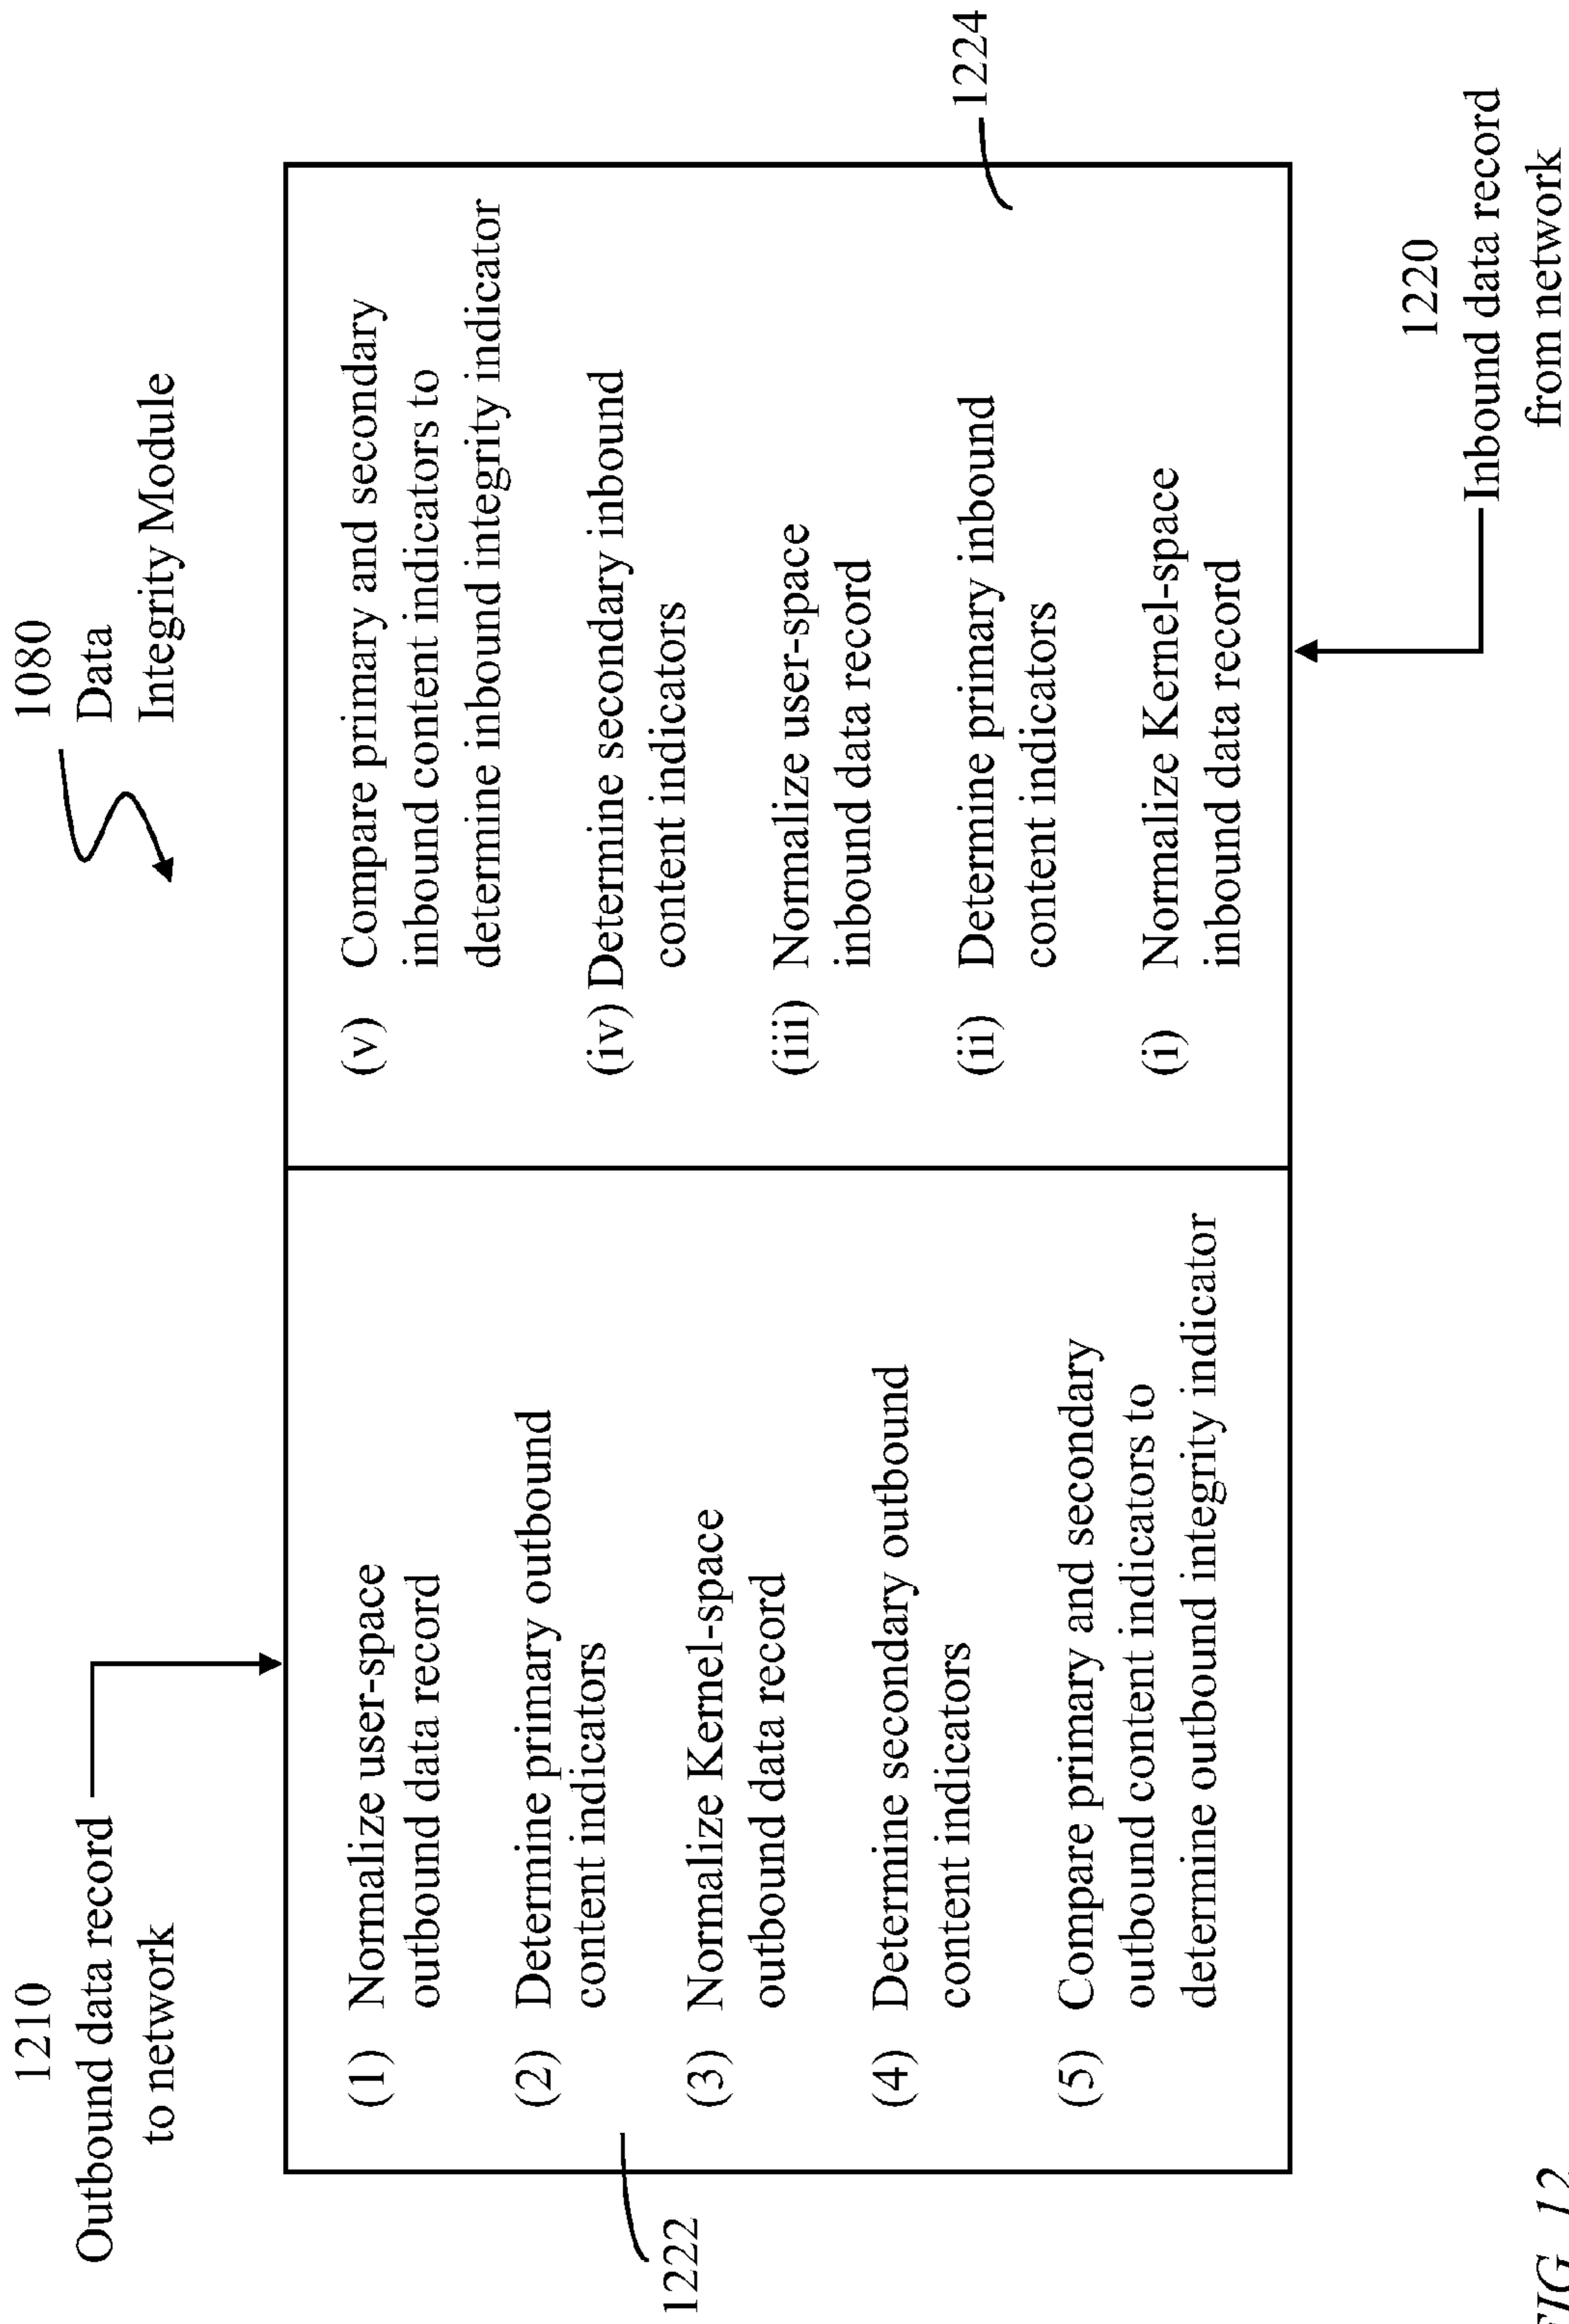 1210
Outbound data record
to network
1080
Data
Integrity Module
(1) Normalize user-space
outbound data record
(2) Determine primary outbound
content indicators
(3) Normalize Kernel-space
outbound data record
(4) Determine secondary outbound
content indicators
(5) Compare primary and secondary
outbound content indicators to
determine outbound integrity indicator
1222
(v) Compare primary and secondary
inbound content indicators to
determine inbound integrity indicator
(iv) Determine secondary inbound
content indicators
(iii) Normalize user-space
inbound data record
(ii) Determine primary inbound
content indicators
(i) Normalize Kernel-space
inbound data record
1224
1220
Inbound data record
from network
FIG. 12